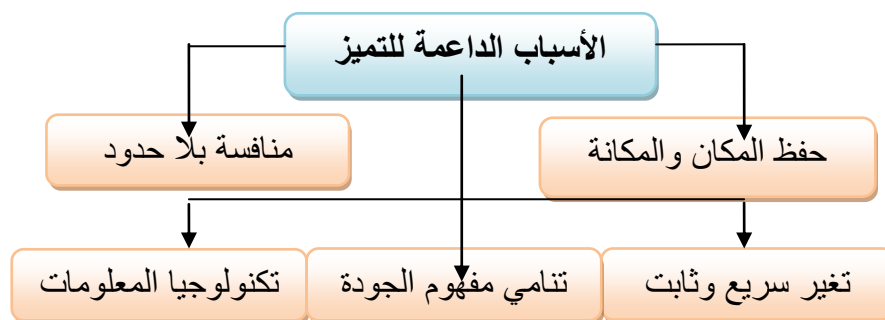 الأسباب الداعمة للتميز
حفظ المكان والمكانة
منافسة بلا حدود
تغير سريع وثابت
تنامي مفهوم الجودة
تكنولوجيا المعلومات